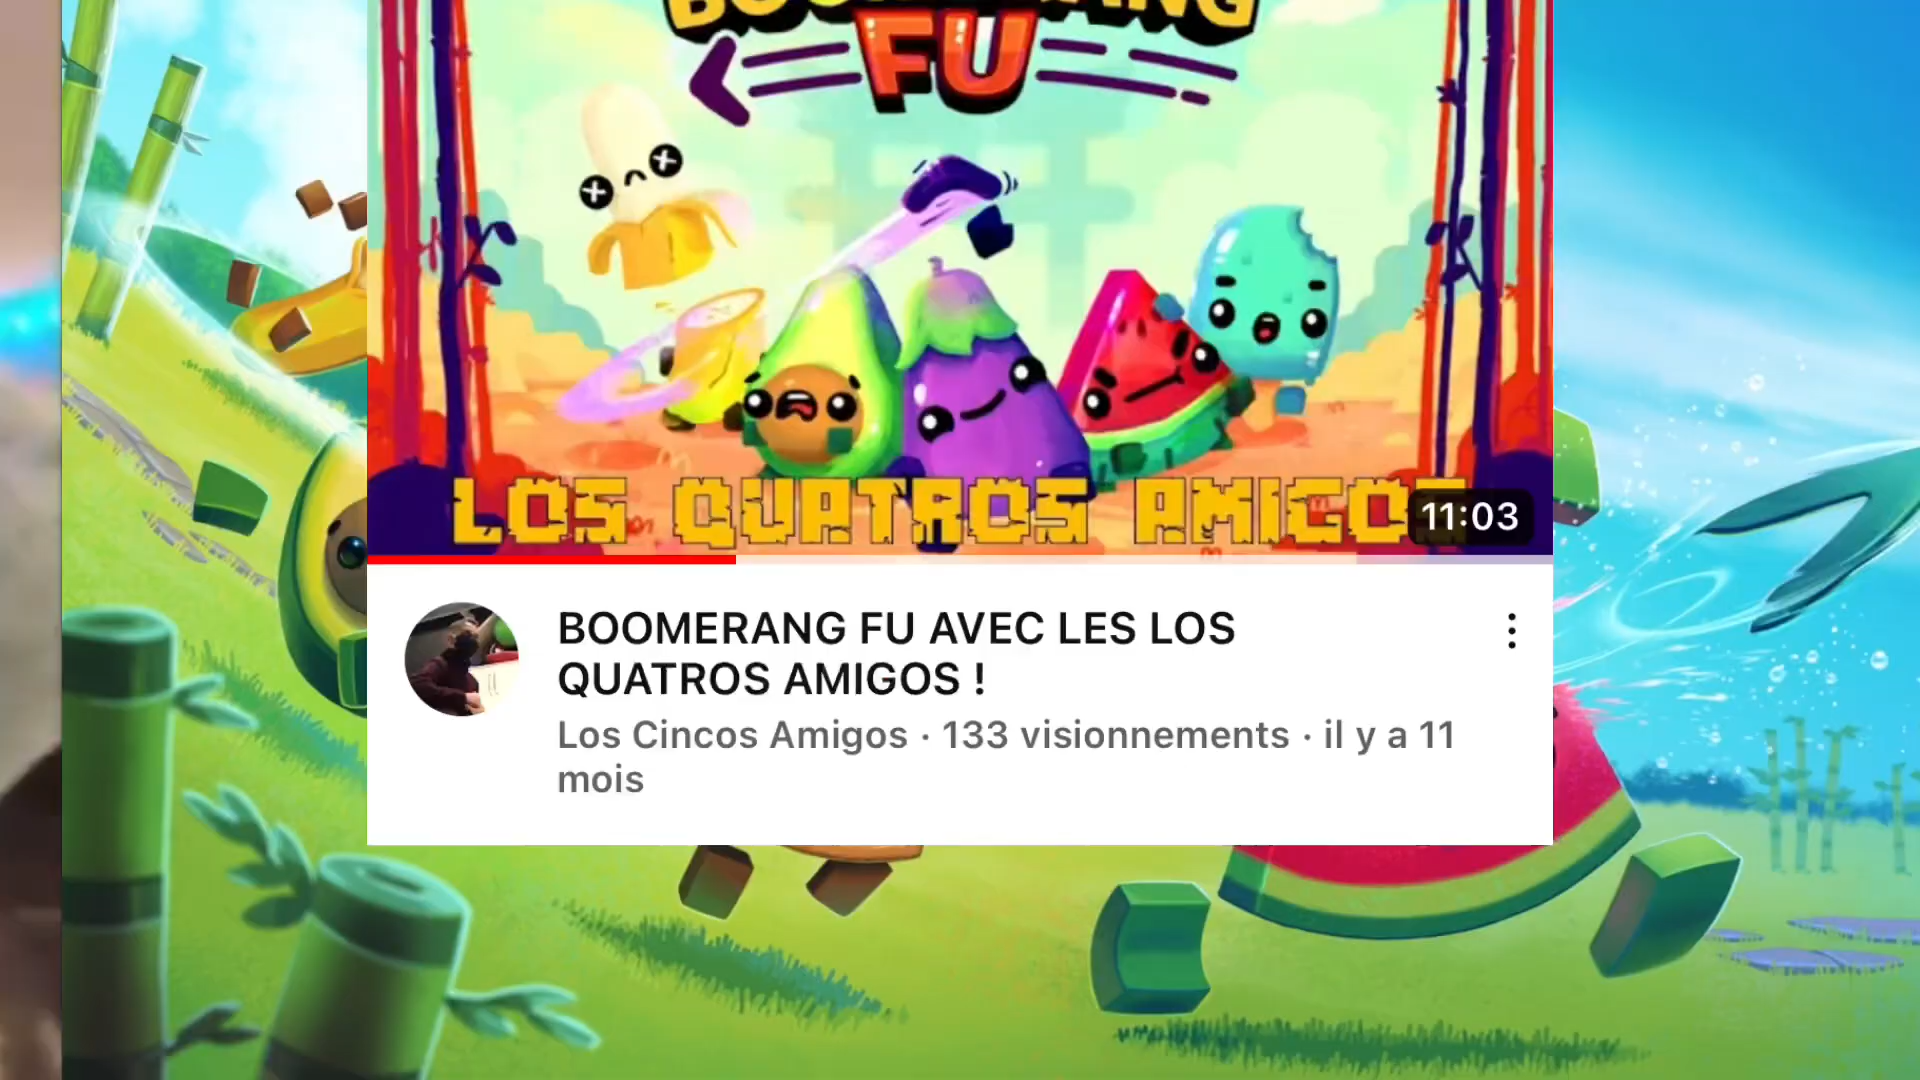 BOOMERANG
FU
LOS QUATROS AMIGOS
11:03
BOOMERANG FU AVEC LES LOS
QUATROS AMIGOS !
Los Cincos Amigos · 133 visionnements · il y a 11
mois